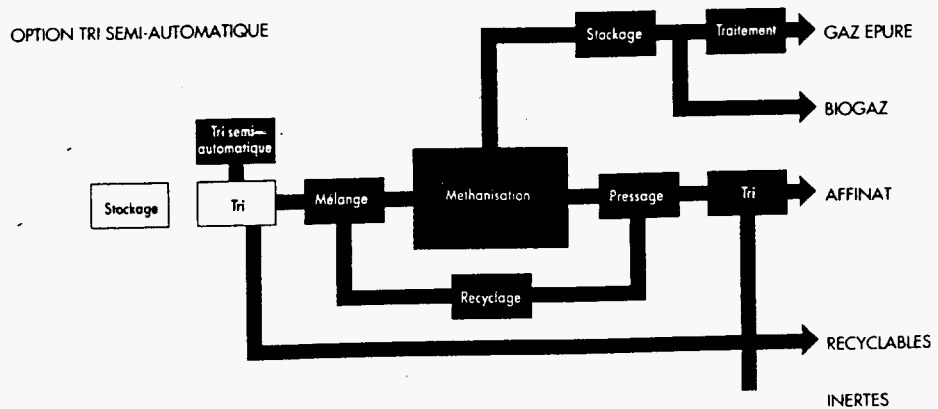 OPTION TRI SEMI-AUTOMATIQUE
Stockage
Traitement
GAZ EPURE
BIOGAZ
Tri semi—
automatique
Stockage
Tri
Mélange
Methanisation
Pressage
Tri
AFFINAT
Recyclage
RECYCLABLES
INERTES